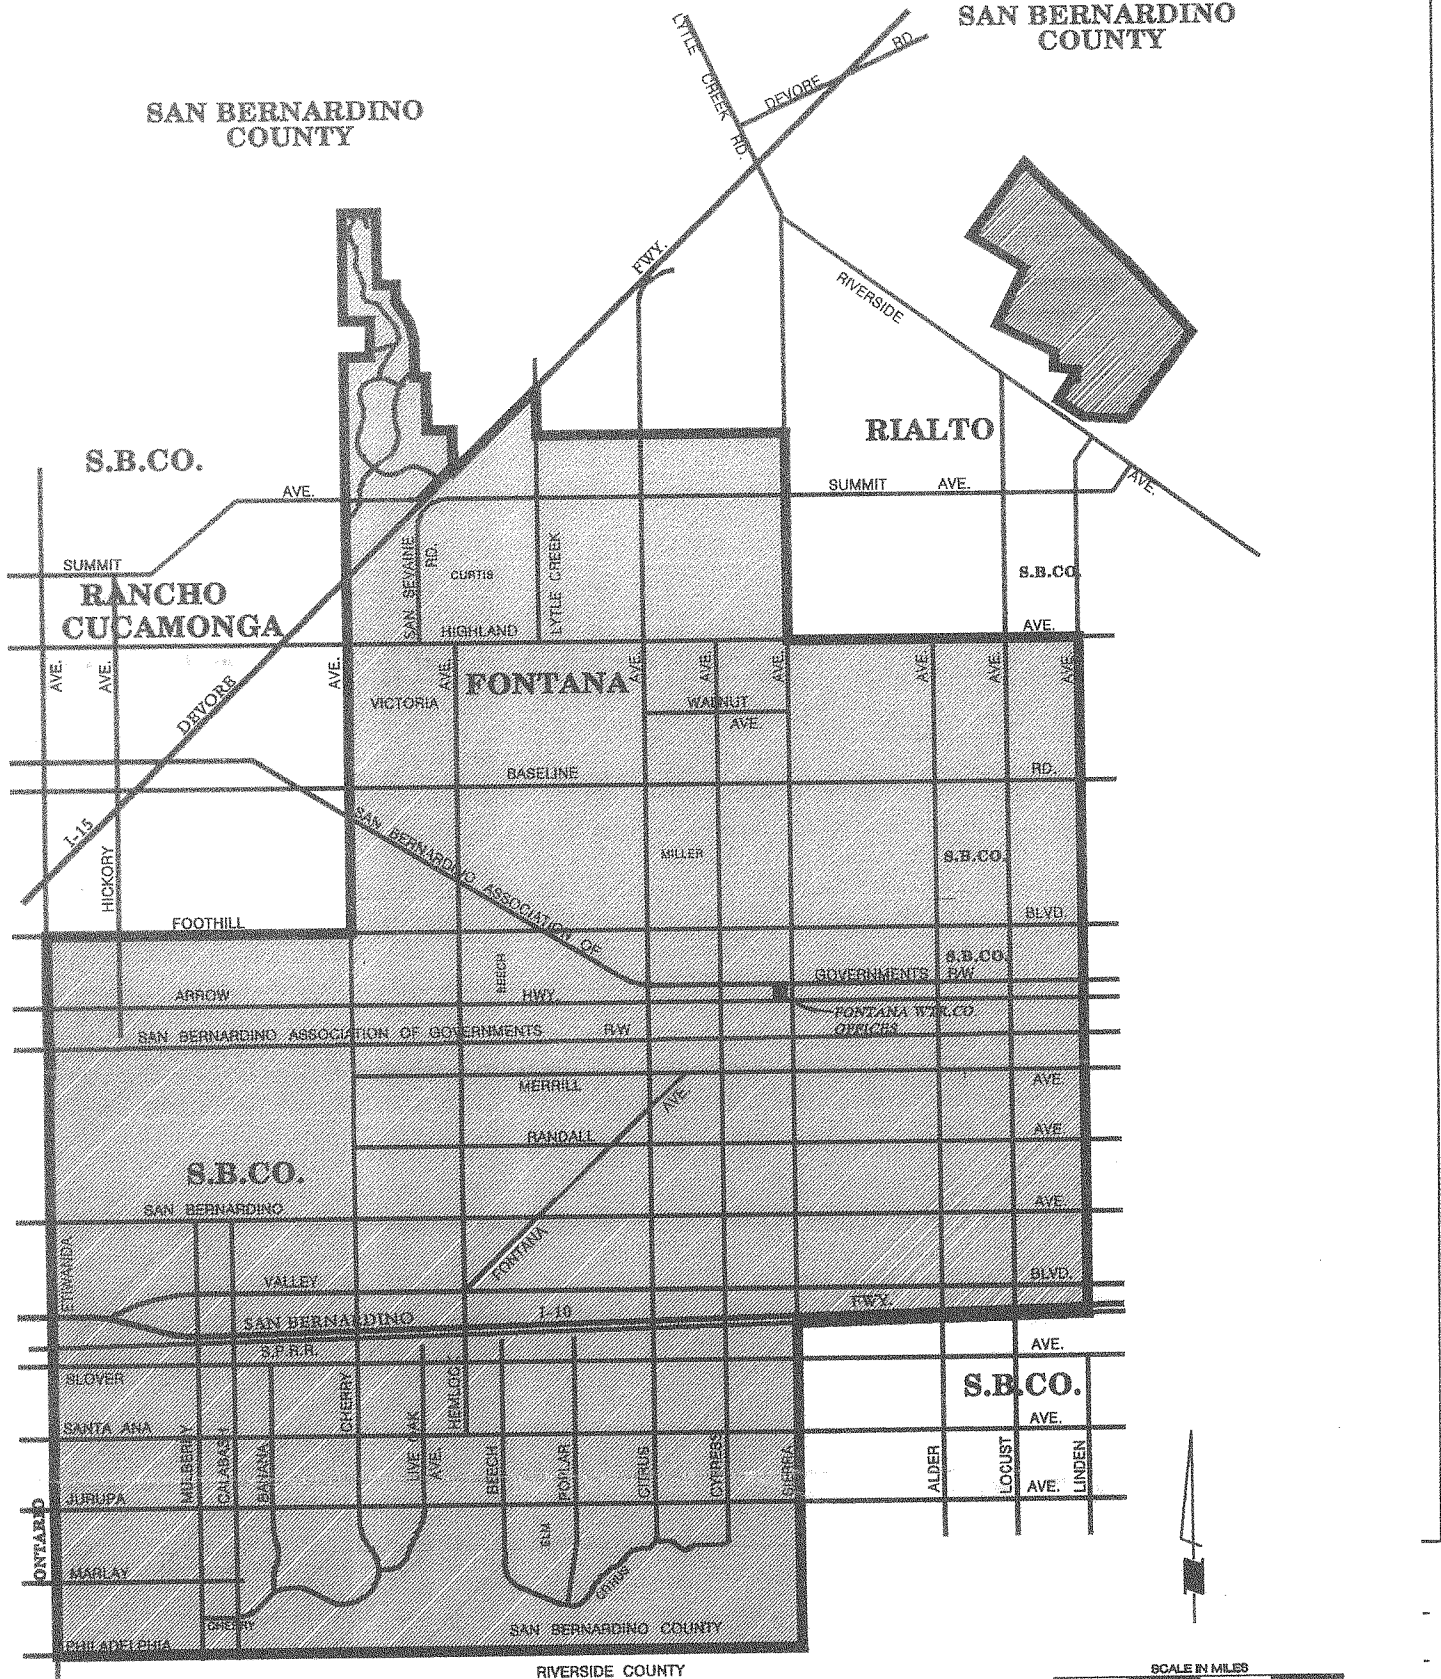 SAN BERNARDINO
COUNTY
SAN BERNARDINO
COUNTY
LYTLE CREEK RD.
DEVORE RD
FWY.
RIVERSIDE
RIALTO
S.B.CO.
AVE.
SUMMIT AVE.
AVE.
SUMMIT
SAN SEVAINE RD.
CURTIS
LYTLE CREEK
S.B.CO.
RANCHO
CUCAMONGA
HIGHLAND
AVE.
AVE.
AVE.
AVE.
AVE.
AVE.
AVE.
AVE.
AVE.
AVE.
AVE.
DEVORE
VICTORIA
FONTANA
WALNUT
AVE.
BASELINE
RD.
I-15
HICKORY
SAN BERNARDINO ASSOCIATION OF
MILLER
S.B.CO.
FOOTHILL
BLVD.
BEECH
GOVERNMENTS R/W
S.B.CO.
ARROW
HWY.
FONTANA WTR.CO.
OFFICES
SAN BERNARDINO ASSOCIATION OF GOVERNMENTS R/W
MERRILL
AVE.
AVE.
RANDALL
AVE.
S.B.CO.
SAN BERNARDINO
AVE.
ETIWANDA
FONTANA
VALLEY
BLVD.
SAN BERNARDINO
I-10
FWY.
S.P.R.R.
AVE.
SLOVER
CHERRY
HEMLOCK
S.B.CO.
SANTA ANA
AVE.
MULBERRY
CALABASH
BANANA
LIVE OAK
AVE.
BEECH
POPLAR
CITRUS
CYPRESS
SIERRA
ALDER
LOCUST
LINDEN
JURUPA
AVE.
ONTARIO
ELM
MARLAY
CITRUS
CHERRY
SAN BERNARDINO COUNTY
PHILADELPHIA
RIVERSIDE COUNTY
SCALE IN MILES